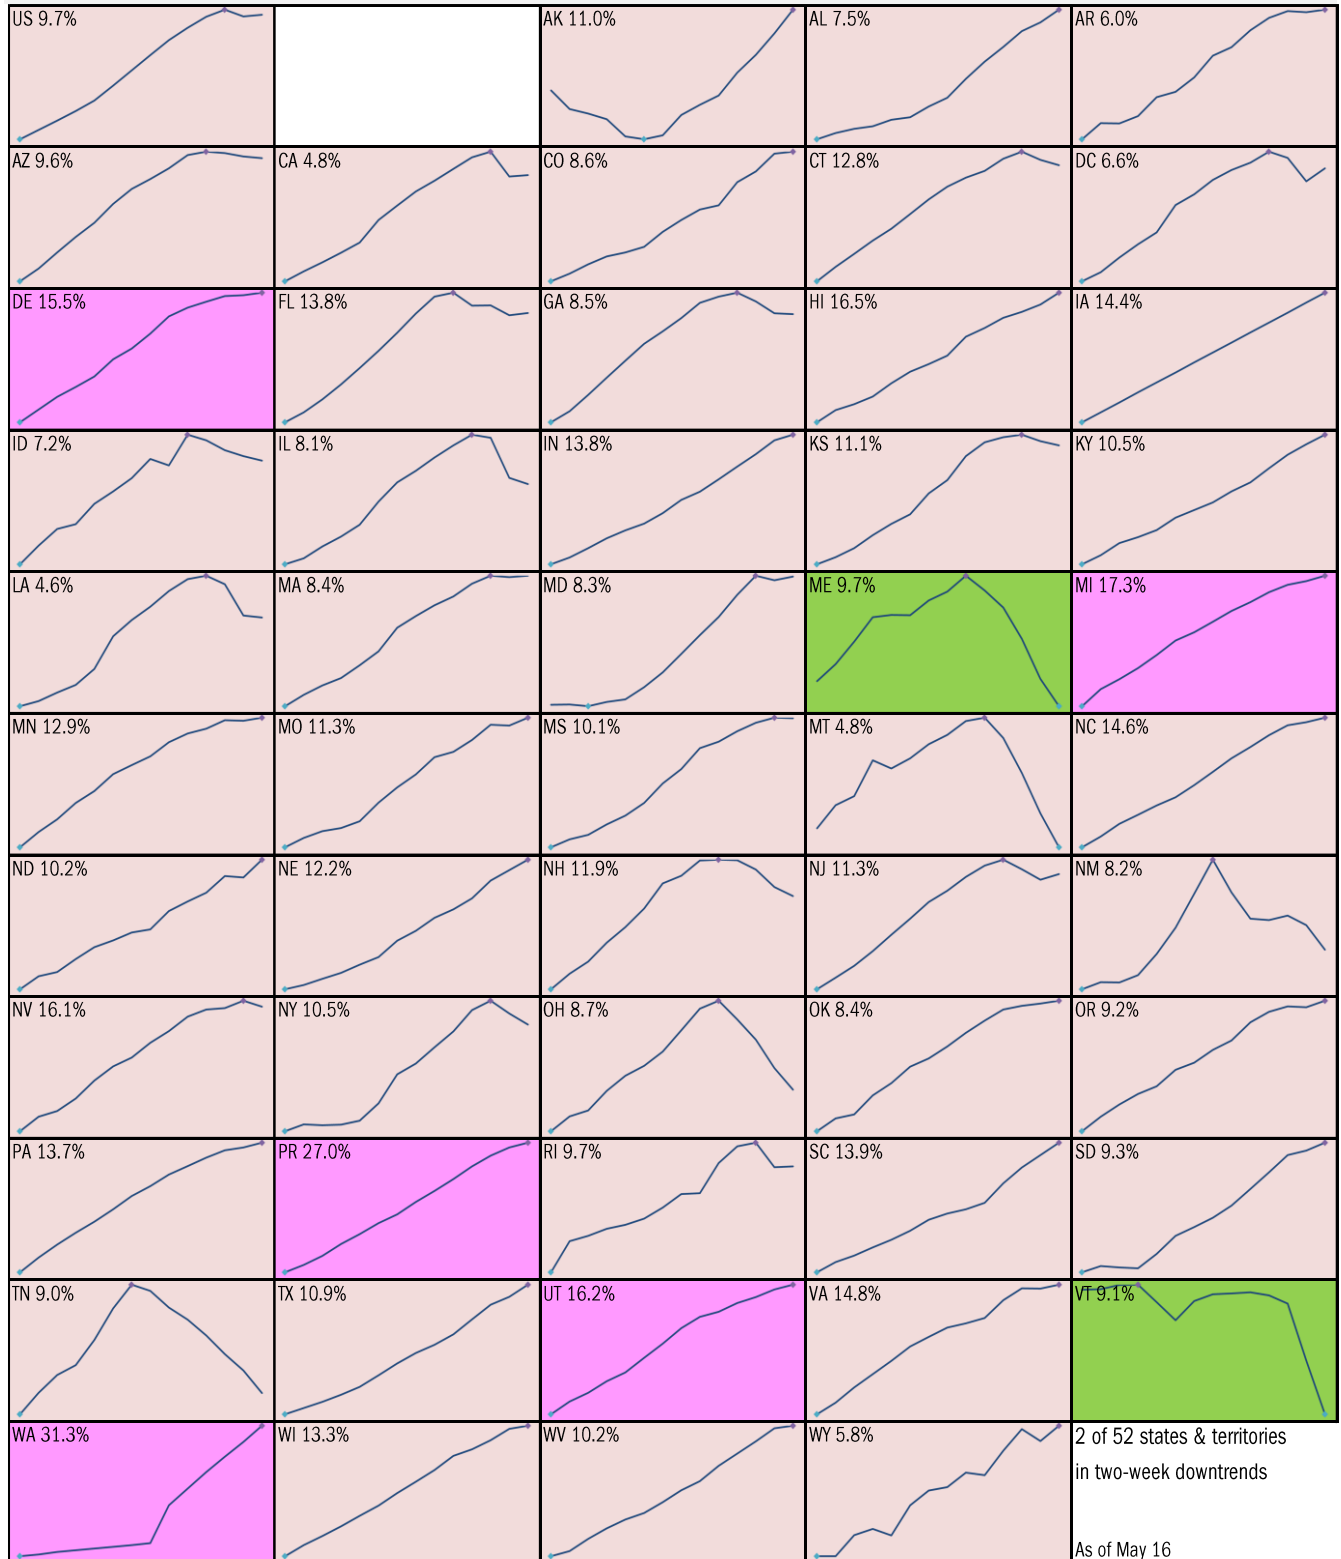 US 9.7%
AK 11.0%
AL 7.5%
AR 6.0%
AZ 9.6%
CA 4.8%
CO 8.6%
CT 12.8%
DC 6.6%
DE 15.5%
FL 13.8%
GA 8.5%
HI 16.5%
IA 14.4%
ID 7.2%
IL 8.1%
IN 13.8%
KS 11.1%
KY 10.5%
LA 4.6%
MA 8.4%
MD 8.3%
ME 9.7%
MI 17.3%
MN 12.9%
MO 11.3%
MS 10.1%
MT 4.8%
NC 14.6%
ND 10.2%
NE 12.2%
NH 11.9%
NJ 11.3%
NM 8.2%
NV 16.1%
NY 10.5%
OH 8.7%
OK 8.4%
OR 9.2%
PA 13.7%
PR 27.0%
RI 9.7%
SC 13.9%
SD 9.3%
TN 9.0%
TX 10.9%
UT 16.2%
VA 14.8%
VT 9.1%
WA 31.3%
WI 13.3%
WV 10.2%
WY 5.8%
2 of 52 states & territories
in two-week downtrends
As of May 16